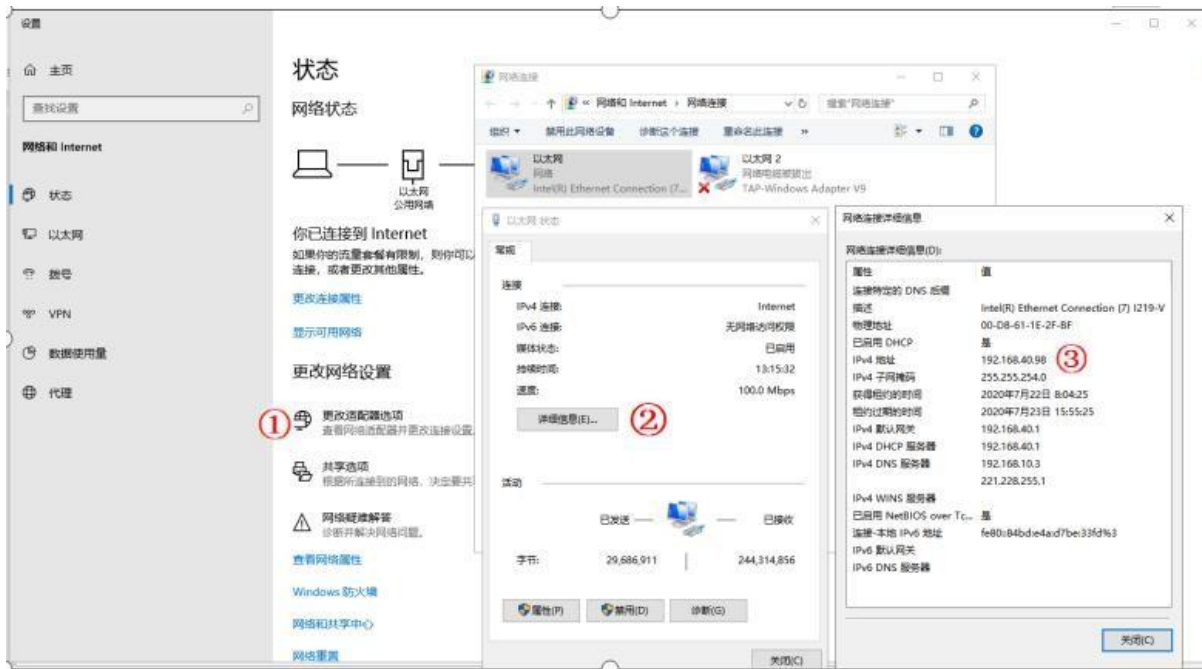 设置
主页
查找设置
网络和 Internet
状态
以太网
拨号
VPN
数据使用量
代理
状态
网络状态
以太网
公用网络
你已连接到 Internet
如果你的流量套餐有限制，则你可以
连接，或者更改其他属性。
更改连接属性
显示可用网络
更改网络设置
①
更改适配器选项
查看网络适配器并更改连接设置。
共享选项
根据所连接到的网络，决定要共
网络疑难解答
诊断并解决网络问题。
查看网络属性
Windows 防火墙
网络和共享中心
网络重置
网络连接
« 网络和 Internet › 网络连接
搜索"网络连接"
组织 禁用此网络设备 诊断这个连接 重命名此连接 »
以太网
网络
Intel(R) Ethernet Connection (7...
以太网 2
网络电缆被拔出
TAP-Windows Adapter V9
以太网 状态
常规
连接
IPv4 连接: Internet
IPv6 连接: 无网络访问权限
媒体状态: 已启用
持续时间: 13:15:32
速度: 100.0 Mbps
详细信息(E)... ②
活动
已发送 — — 已接收
字节: 29,686,911 244,314,856
属性(P) 禁用(D) 诊断(G)
关闭(C)
网络连接详细信息
网络连接详细信息(D):
属性 值
连接特定的 DNS 后缀
描述 Intel(R) Ethernet Connection (7) I219-V
物理地址 00-D8-61-1E-2F-BF
已启用 DHCP 是
IPv4 地址 192.168.40.98 ③
IPv4 子网掩码 255.255.254.0
获得租约的时间 2020年7月22日 8:04:25
租约过期的时间 2020年7月23日 15:55:25
IPv4 默认网关 192.168.40.1
IPv4 DHCP 服务器 192.168.40.1
IPv4 DNS 服务器 192.168.10.3
221.228.255.1
IPv4 WINS 服务器
已启用 NetBIOS over Tc... 是
连接-本地 IPv6 地址 fe80::84bd:e4a:d7be:33fd%3
IPv6 默认网关
IPv6 DNS 服务器
关闭(C)